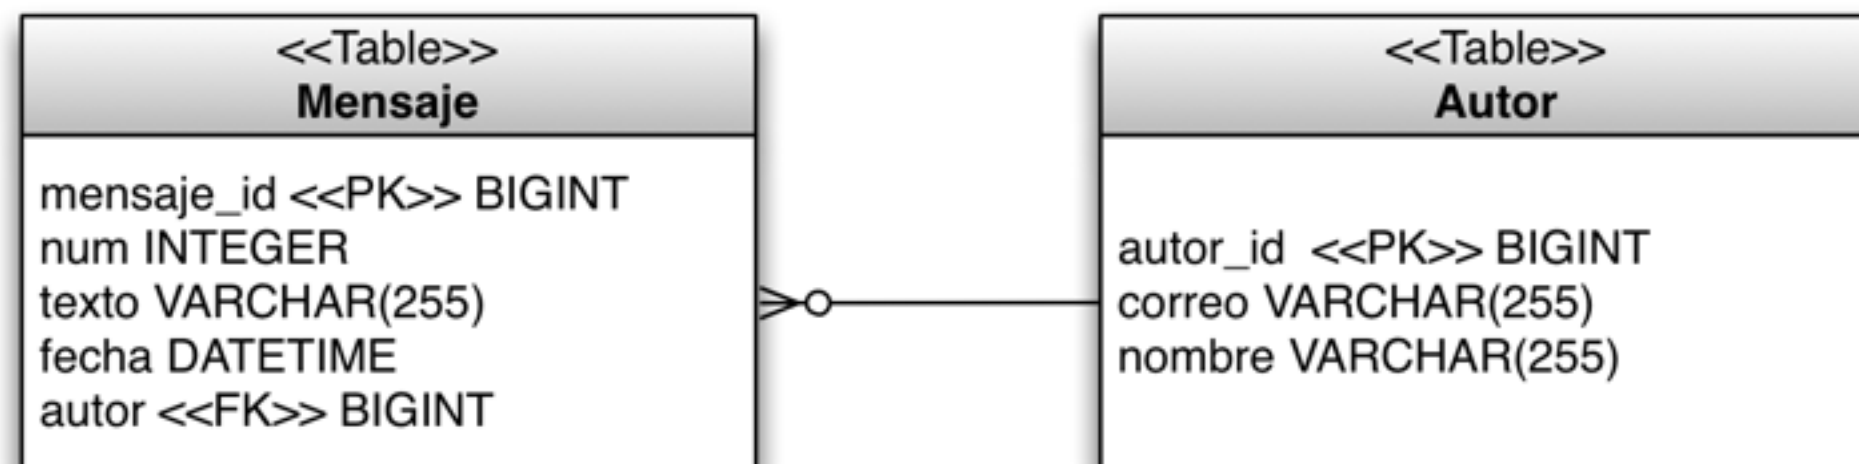 <<Table>>
Mensaje
mensaje_id <<PK>> BIGINT
num INTEGER
texto VARCHAR(255)
fecha DATETIME
autor <<FK>> BIGINT
<<Table>>
Autor
autor_id <<PK>> BIGINT
correo VARCHAR(255)
nombre VARCHAR(255)